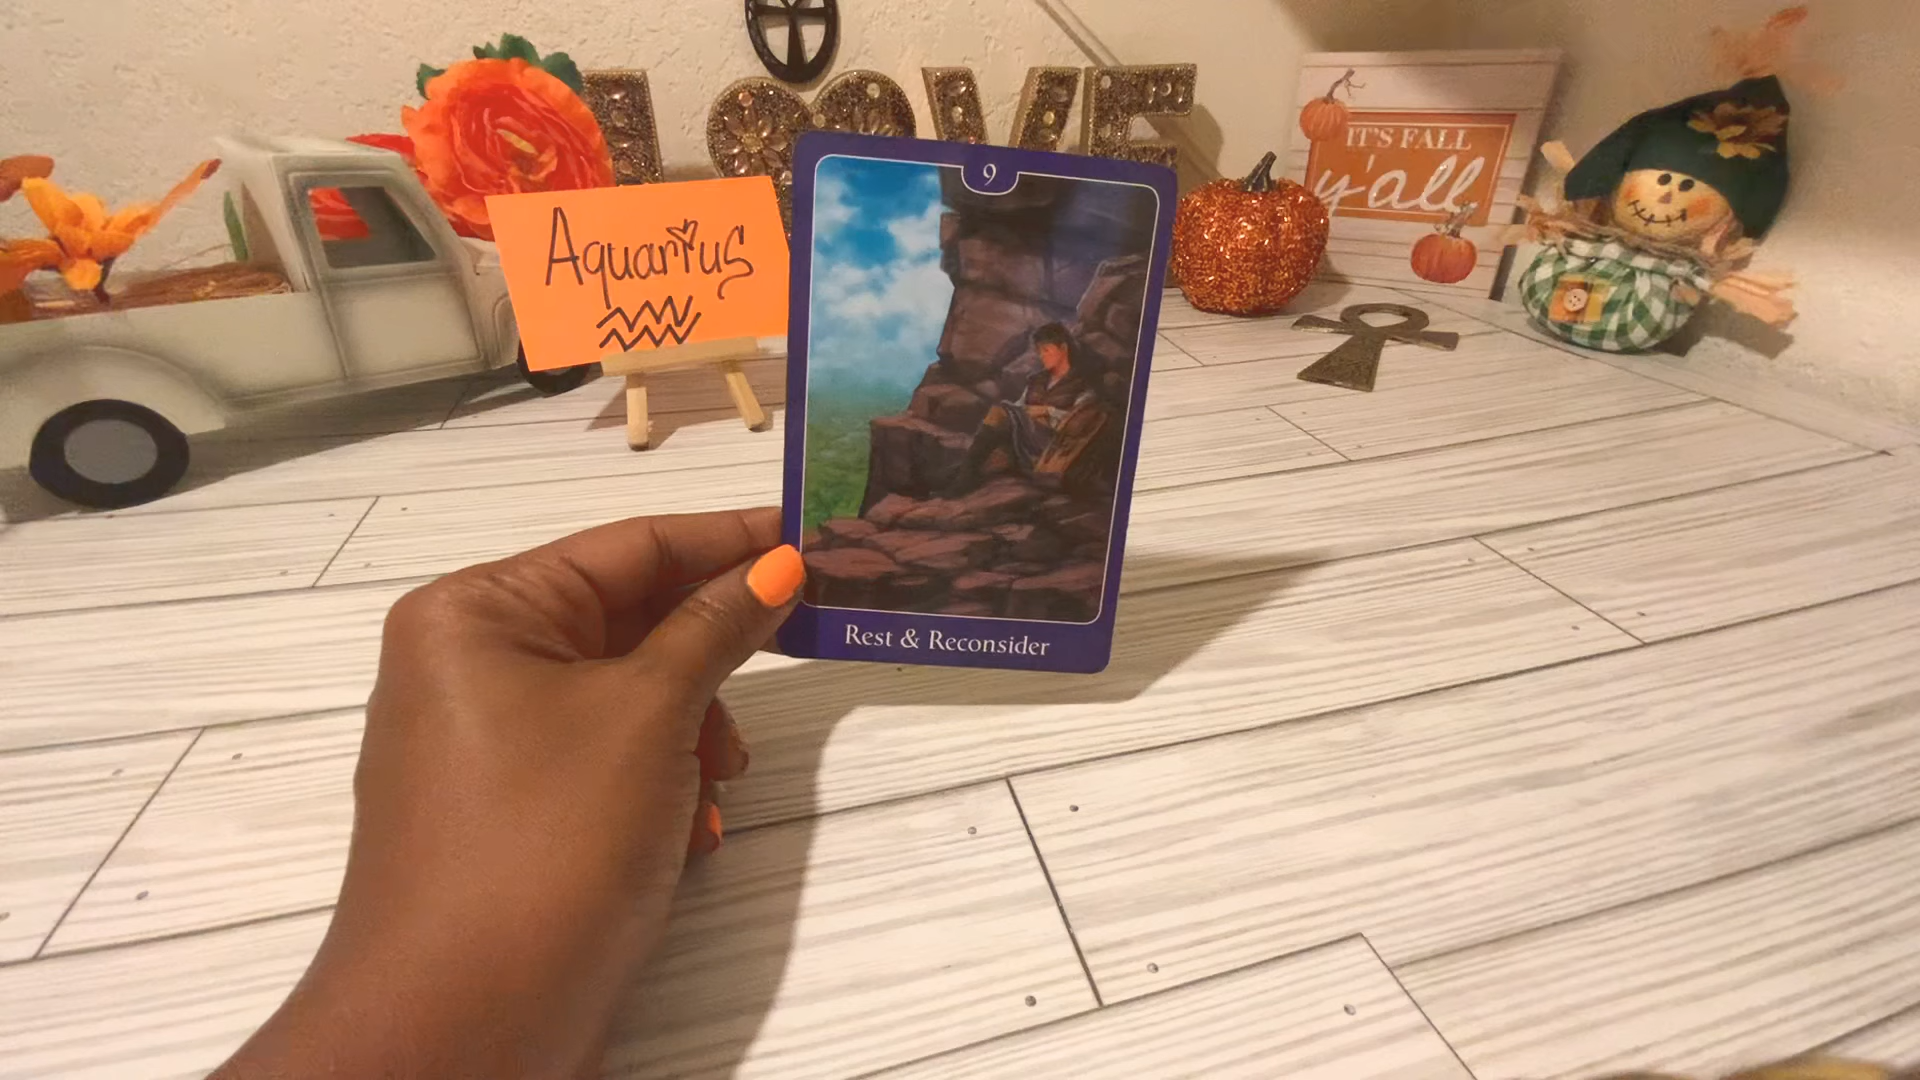 LOVE
Aquarius
9
IT'S FALL
y'all
Rest & Reconsider